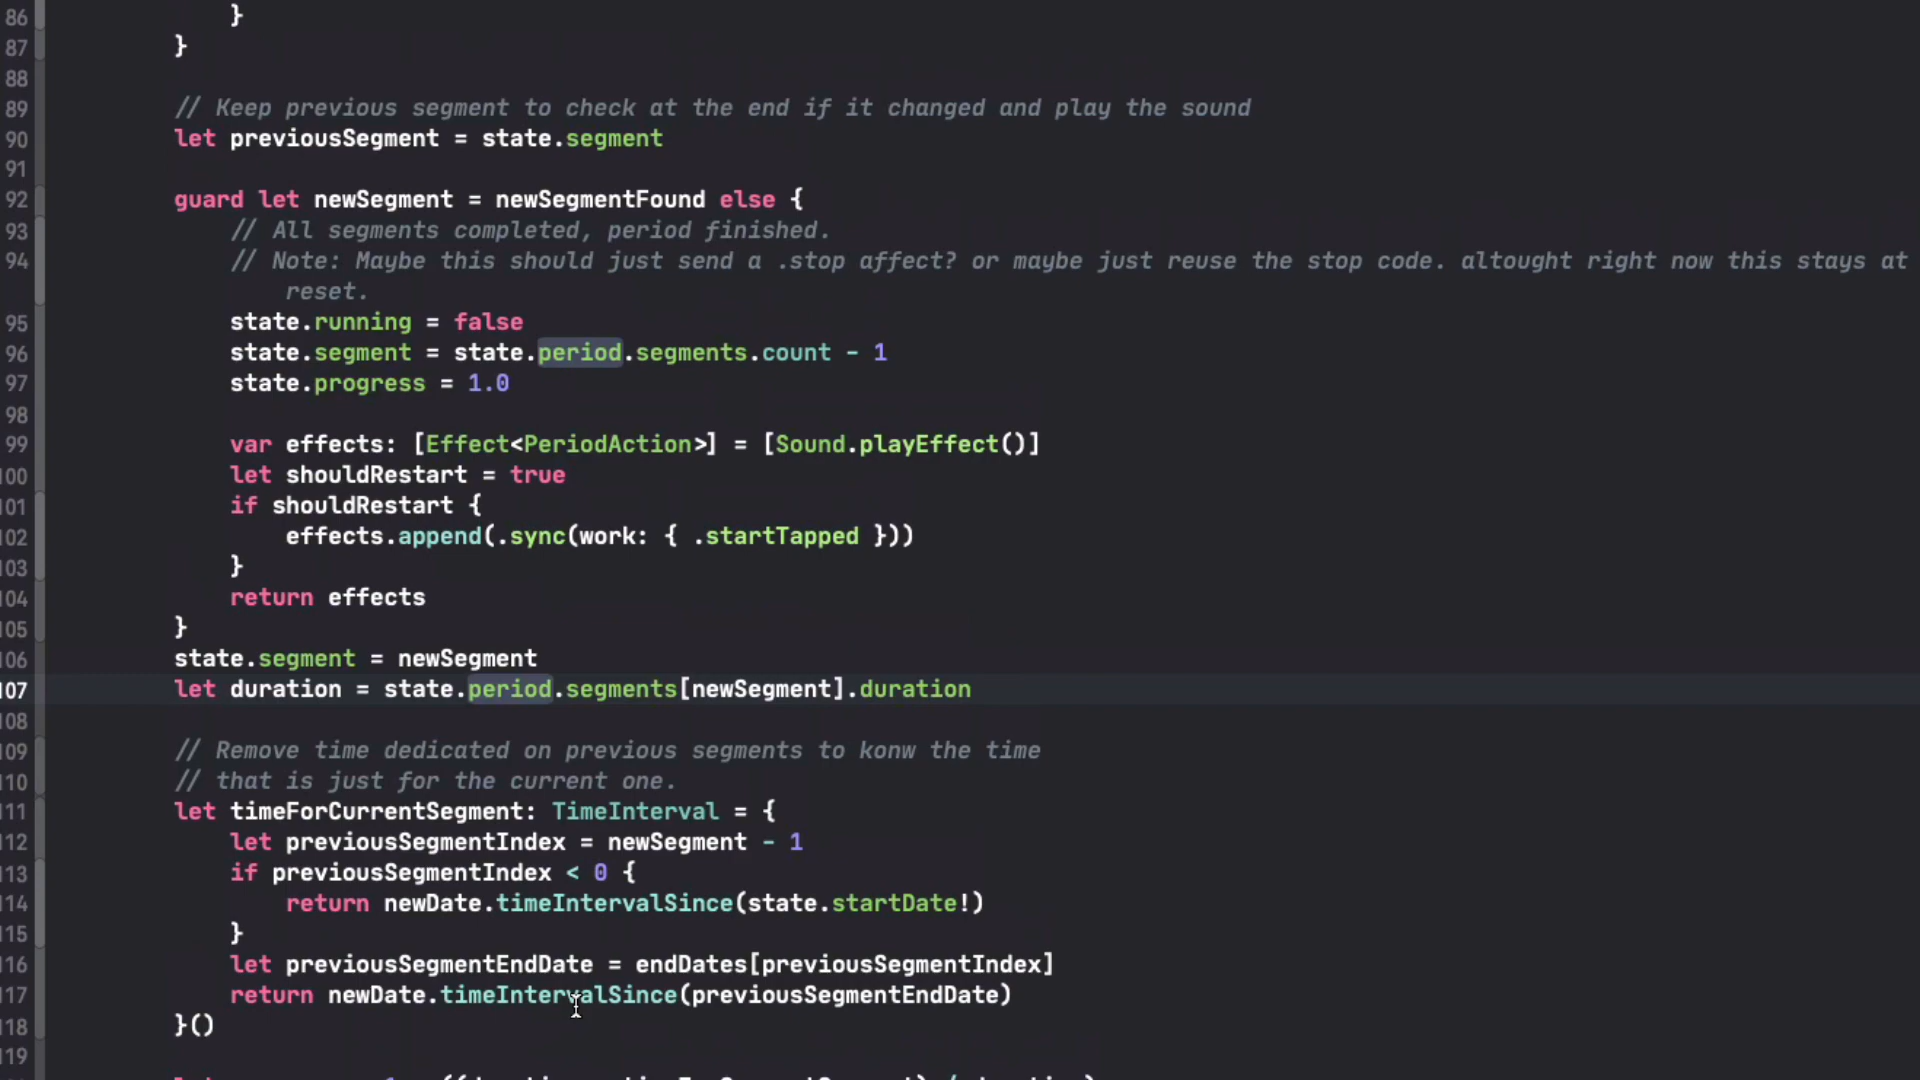 86 }
87 }
88
89 // Keep previous segment to check at the end if it changed and play the sound
90 let previousSegment = state.segment
91
92 guard let newSegment = newSegmentFound else {
93 // All segments completed, period finished.
94 // Note: Maybe this should just send a .stop affect? or maybe just reuse the stop code. altought right now this stays at
reset.
95 state.running = false
96 state.segment = state.period.segments.count - 1
97 state.progress = 1.0
98
99 var effects: [Effect<PeriodAction>] = [Sound.playEffect()]
100 let shouldRestart = true
101 if shouldRestart {
102 effects.append(.sync(work: { .startTapped }))
103 }
104 return effects
105 }
106 state.segment = newSegment
107 let duration = state.period.segments[newSegment].duration
108
109 // Remove time dedicated on previous segments to konw the time
110 // that is just for the current one.
111 let timeForCurrentSegment: TimeInterval = {
112 let previousSegmentIndex = newSegment - 1
113 if previousSegmentIndex < 0 {
114 return newDate.timeIntervalSince(state.startDate!)
115 }
116 let previousSegmentEndDate = endDates[previousSegmentIndex]
117 return newDate.timeIntervalSince(previousSegmentEndDate)
118 }()
119